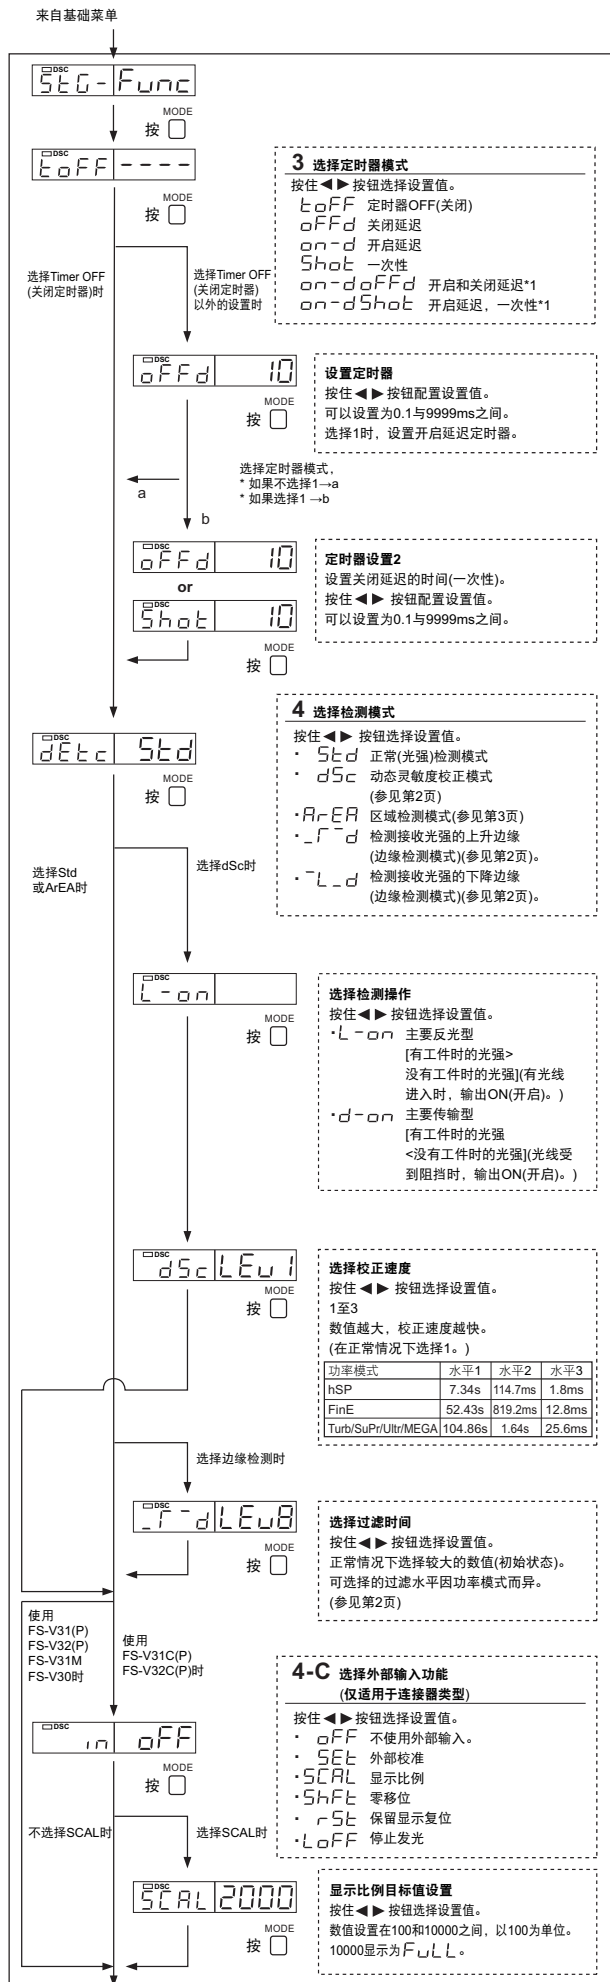 来自基础菜单
DSC
StG- Func
MODE
按
DSC
toFF ----
MODE
按
3 选择定时器模式
按住◀ ▶ 按钮选择设置值。
toFF 定时器OFF(关闭)
oFFd 关闭延迟
on-d 开启延迟
Shot 一次性
on-doFFd 开启和关闭延迟*1
on-dShot 开启延迟，一次性*1
选择Timer OFF
(关闭定时器)时
选择Timer OFF
(关闭定时器)
以外的设置时
DSC
oFFd 10
MODE
按
设置定时器
按住◀ ▶ 按钮配置设置值。
可以设置为0.1与9999ms之间。
选择1时，设置开启延迟定时器。
选择定时器模式，
* 如果不选择1→a
* 如果选择1 →b
a
b
DSC
oFFd 10
or
DSC
Shot 10
MODE
按
定时器设置2
设置关闭延迟的时间(一次性)。
按住◀ ▶ 按钮配置设置值。
可以设置为0.1与9999ms之间。
DSC
dEtc Std
MODE
按
4 选择检测模式
按住◀ ▶ 按钮选择设置值。
· Std 正常(光强)检测模式
· dSc 动态灵敏度校正模式
(参见第2页)
·ArEA 区域检测模式(参见第3页)
·_┌¯d 检测接收光强的上升边缘
(边缘检测模式)(参见第2页)。
·¯L_d 检测接收光强的下降边缘
(边缘检测模式)(参见第2页)。
选择Std
或ArEA时
选择dSc时
DSC
L-on
MODE
按
选择检测操作
按住◀ ▶ 按钮选择设置值。
·L-on 主要反光型
[有工件时的光强>
没有工件时的光强](有光线
进入时，输出ON(开启)。)
·d-on 主要传输型
[有工件时的光强
<没有工件时的光强](光线受
到阻挡时，输出ON(开启)。)
DSC
dSc LEv1
MODE
按
选择校正速度
按住◀ ▶ 按钮选择设置值。
1至3
数值越大，校正速度越快。
(在正常情况下选择1。)
功率模式 水平1 水平2 水平3
hSP 7.34s 114.7ms 1.8ms
FinE 52.43s 819.2ms 12.8ms
Turb/SuPr/Ultr/MEGA 104.86s 1.64s 25.6ms
选择边缘检测时
DSC
_┌¯d LEv8
MODE
按
选择过滤时间
按住◀ ▶ 按钮选择设置值。
正常情况下选择较大的数值(初始状态)。
可选择的过滤水平因功率模式而异。
(参见第2页)
使用
FS-V31(P)
FS-V32(P)
FS-V31M
FS-V30时
使用
FS-V31C(P)
FS-V32C(P)时
DSC
in oFF
MODE
按
4-C 选择外部输入功能
(仅适用于连接器类型)
按住◀ ▶按钮选择设置值。
· oFF 不使用外部输入。
· SEt 外部校准
·SCAL 显示比例
·ShFt 零移位
· rSt 保留显示复位
·LoFF 停止发光
不选择SCAL时
选择SCAL时
DSC
SCAL 2000
MODE
按
显示比例目标值设置
按住◀ ▶ 按钮选择设置值。
数值设置在100和10000之间，以100为单位。
10000显示为FuLL。